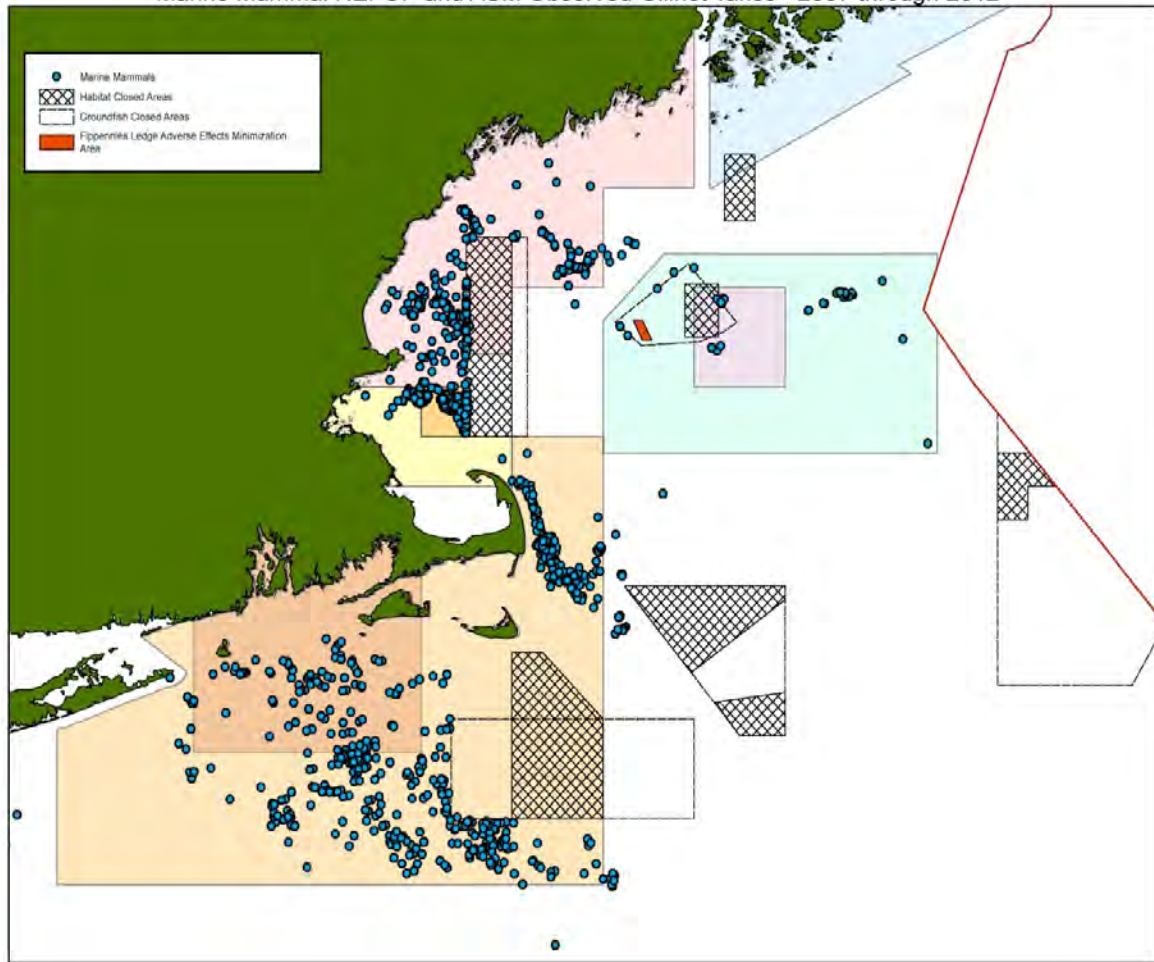 Marine Mammals
Habitat Closed Areas
Groundfish Closed Areas
Fippennies Ledge Adverse Effects Minimization
Area